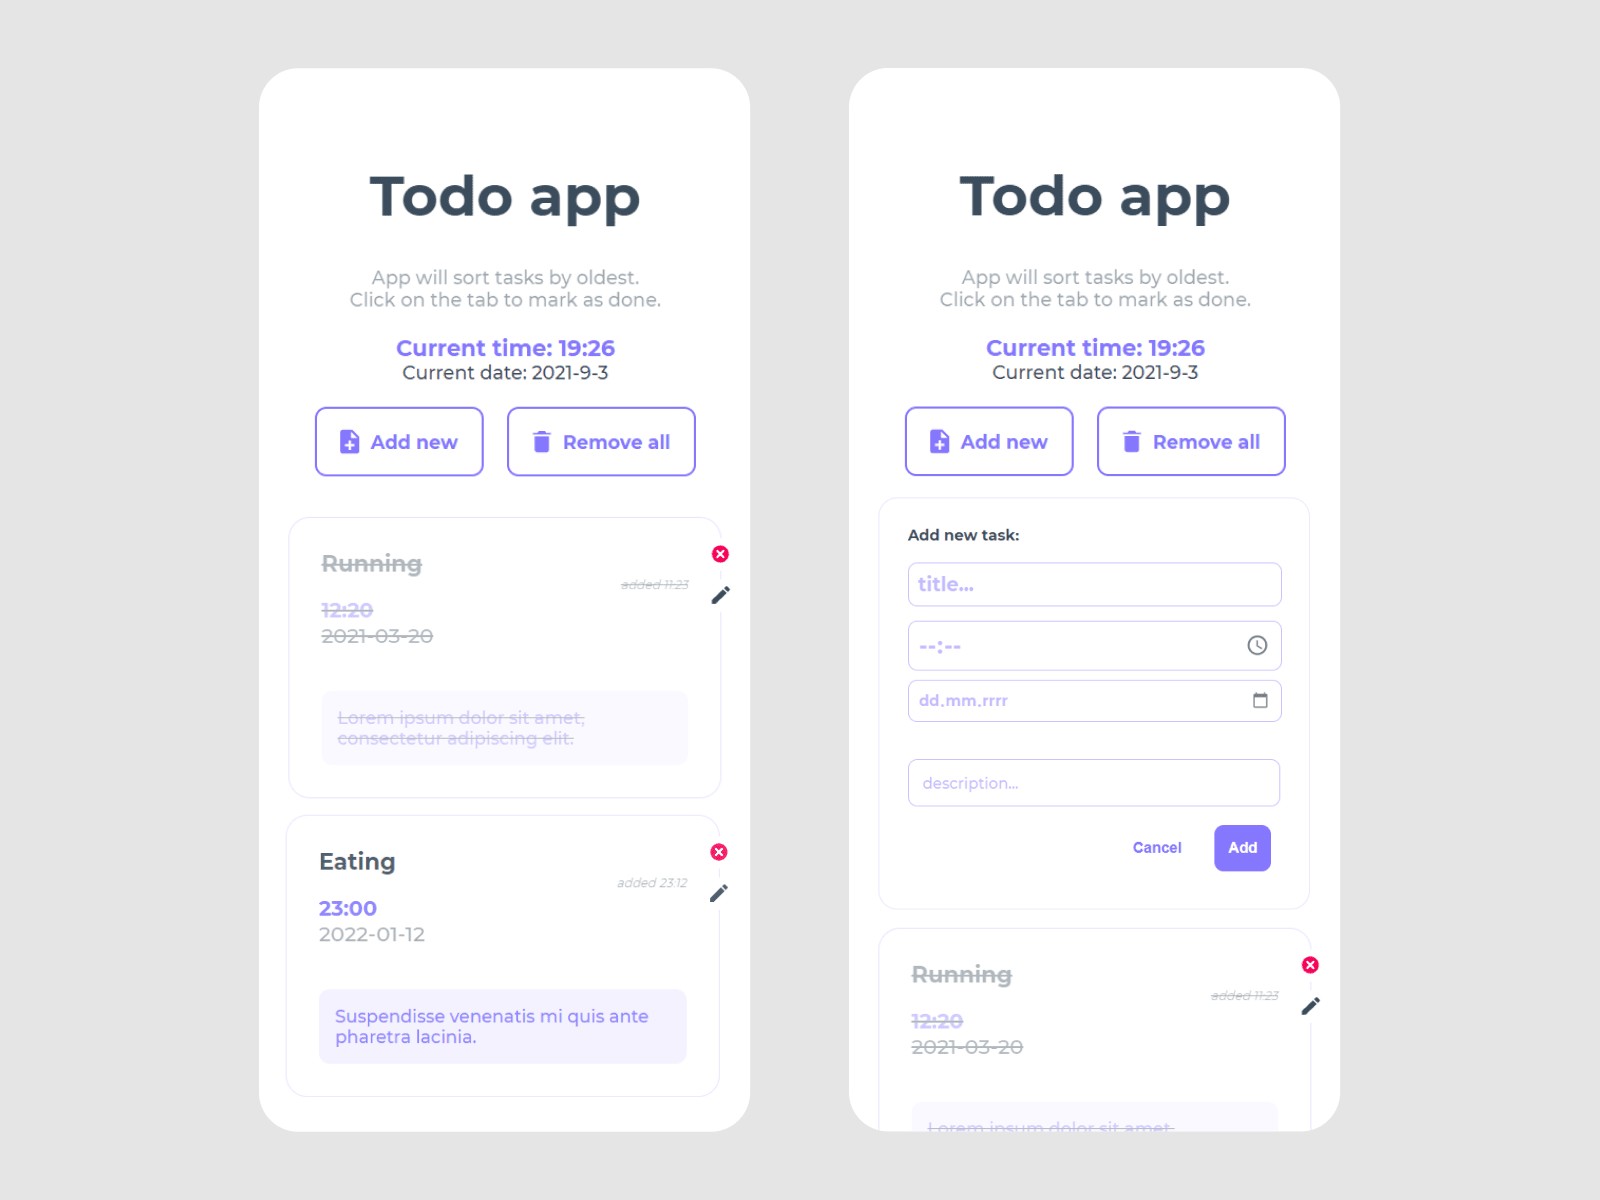 Todo app
App will sort tasks by oldest.
Click on the tab to mark as done.
Current time: 19:26
Current date: 2021-9-3
Add new
Remove all
Running
added 11:23
12:20
2021-03-20
Lorem ipsum dolor sit amet,
consectetur adipiscing elit.
Eating
added 23:12
23:00
2022-01-12
Suspendisse venenatis mi quis ante
pharetra lacinia.
Todo app
App will sort tasks by oldest.
Click on the tab to mark as done.
Current time: 19:26
Current date: 2021-9-3
Add new
Remove all
Add new task:
title...
--:--
dd.mm.rrrr
description...
Cancel
Add
Running
added 11:23
12:20
2021-03-20
Lorem ipsum dolor sit amet,